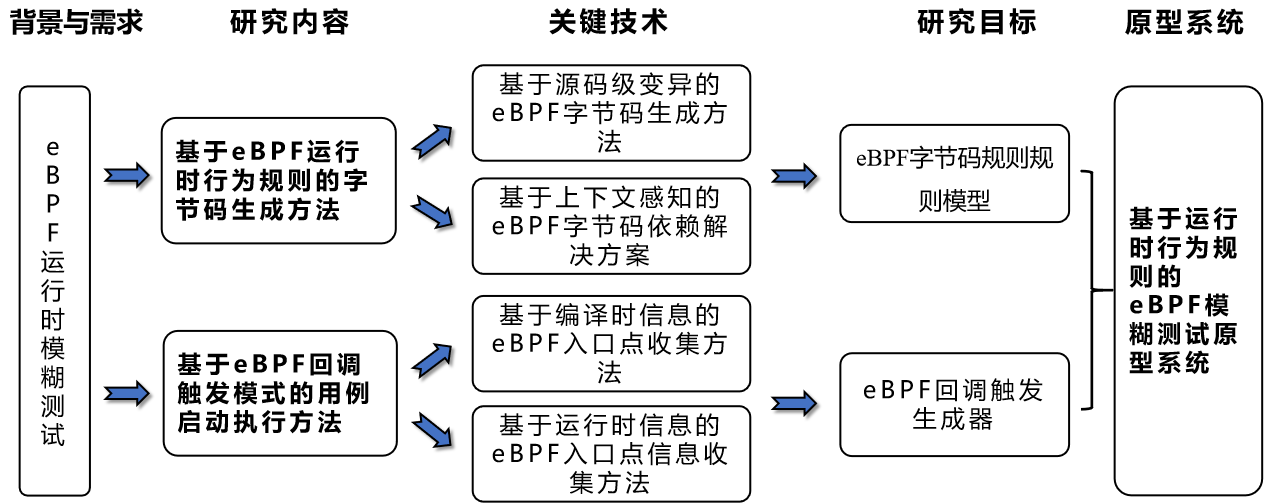 背景与需求
研究内容
关键技术
研究目标
原型系统
e
B
P
F
运
行
时
模
糊
测
试
基于eBPF运行
时行为规则的字
节码生成方法
基于eBPF回调
触发模式的用例
启动执行方法
基于源码级变异的
eBPF字节码生成方
法
基于上下文感知的
eBPF字节码依赖解
决方案
基于编译时信息的
eBPF入口点收集方
法
基于运行时信息的
eBPF入口点信息收
集方法
eBPF字节码规则规
则模型
eBPF回调触发
生成器
基于运行
时行为规
则的
eBPF模
糊测试原
型系统